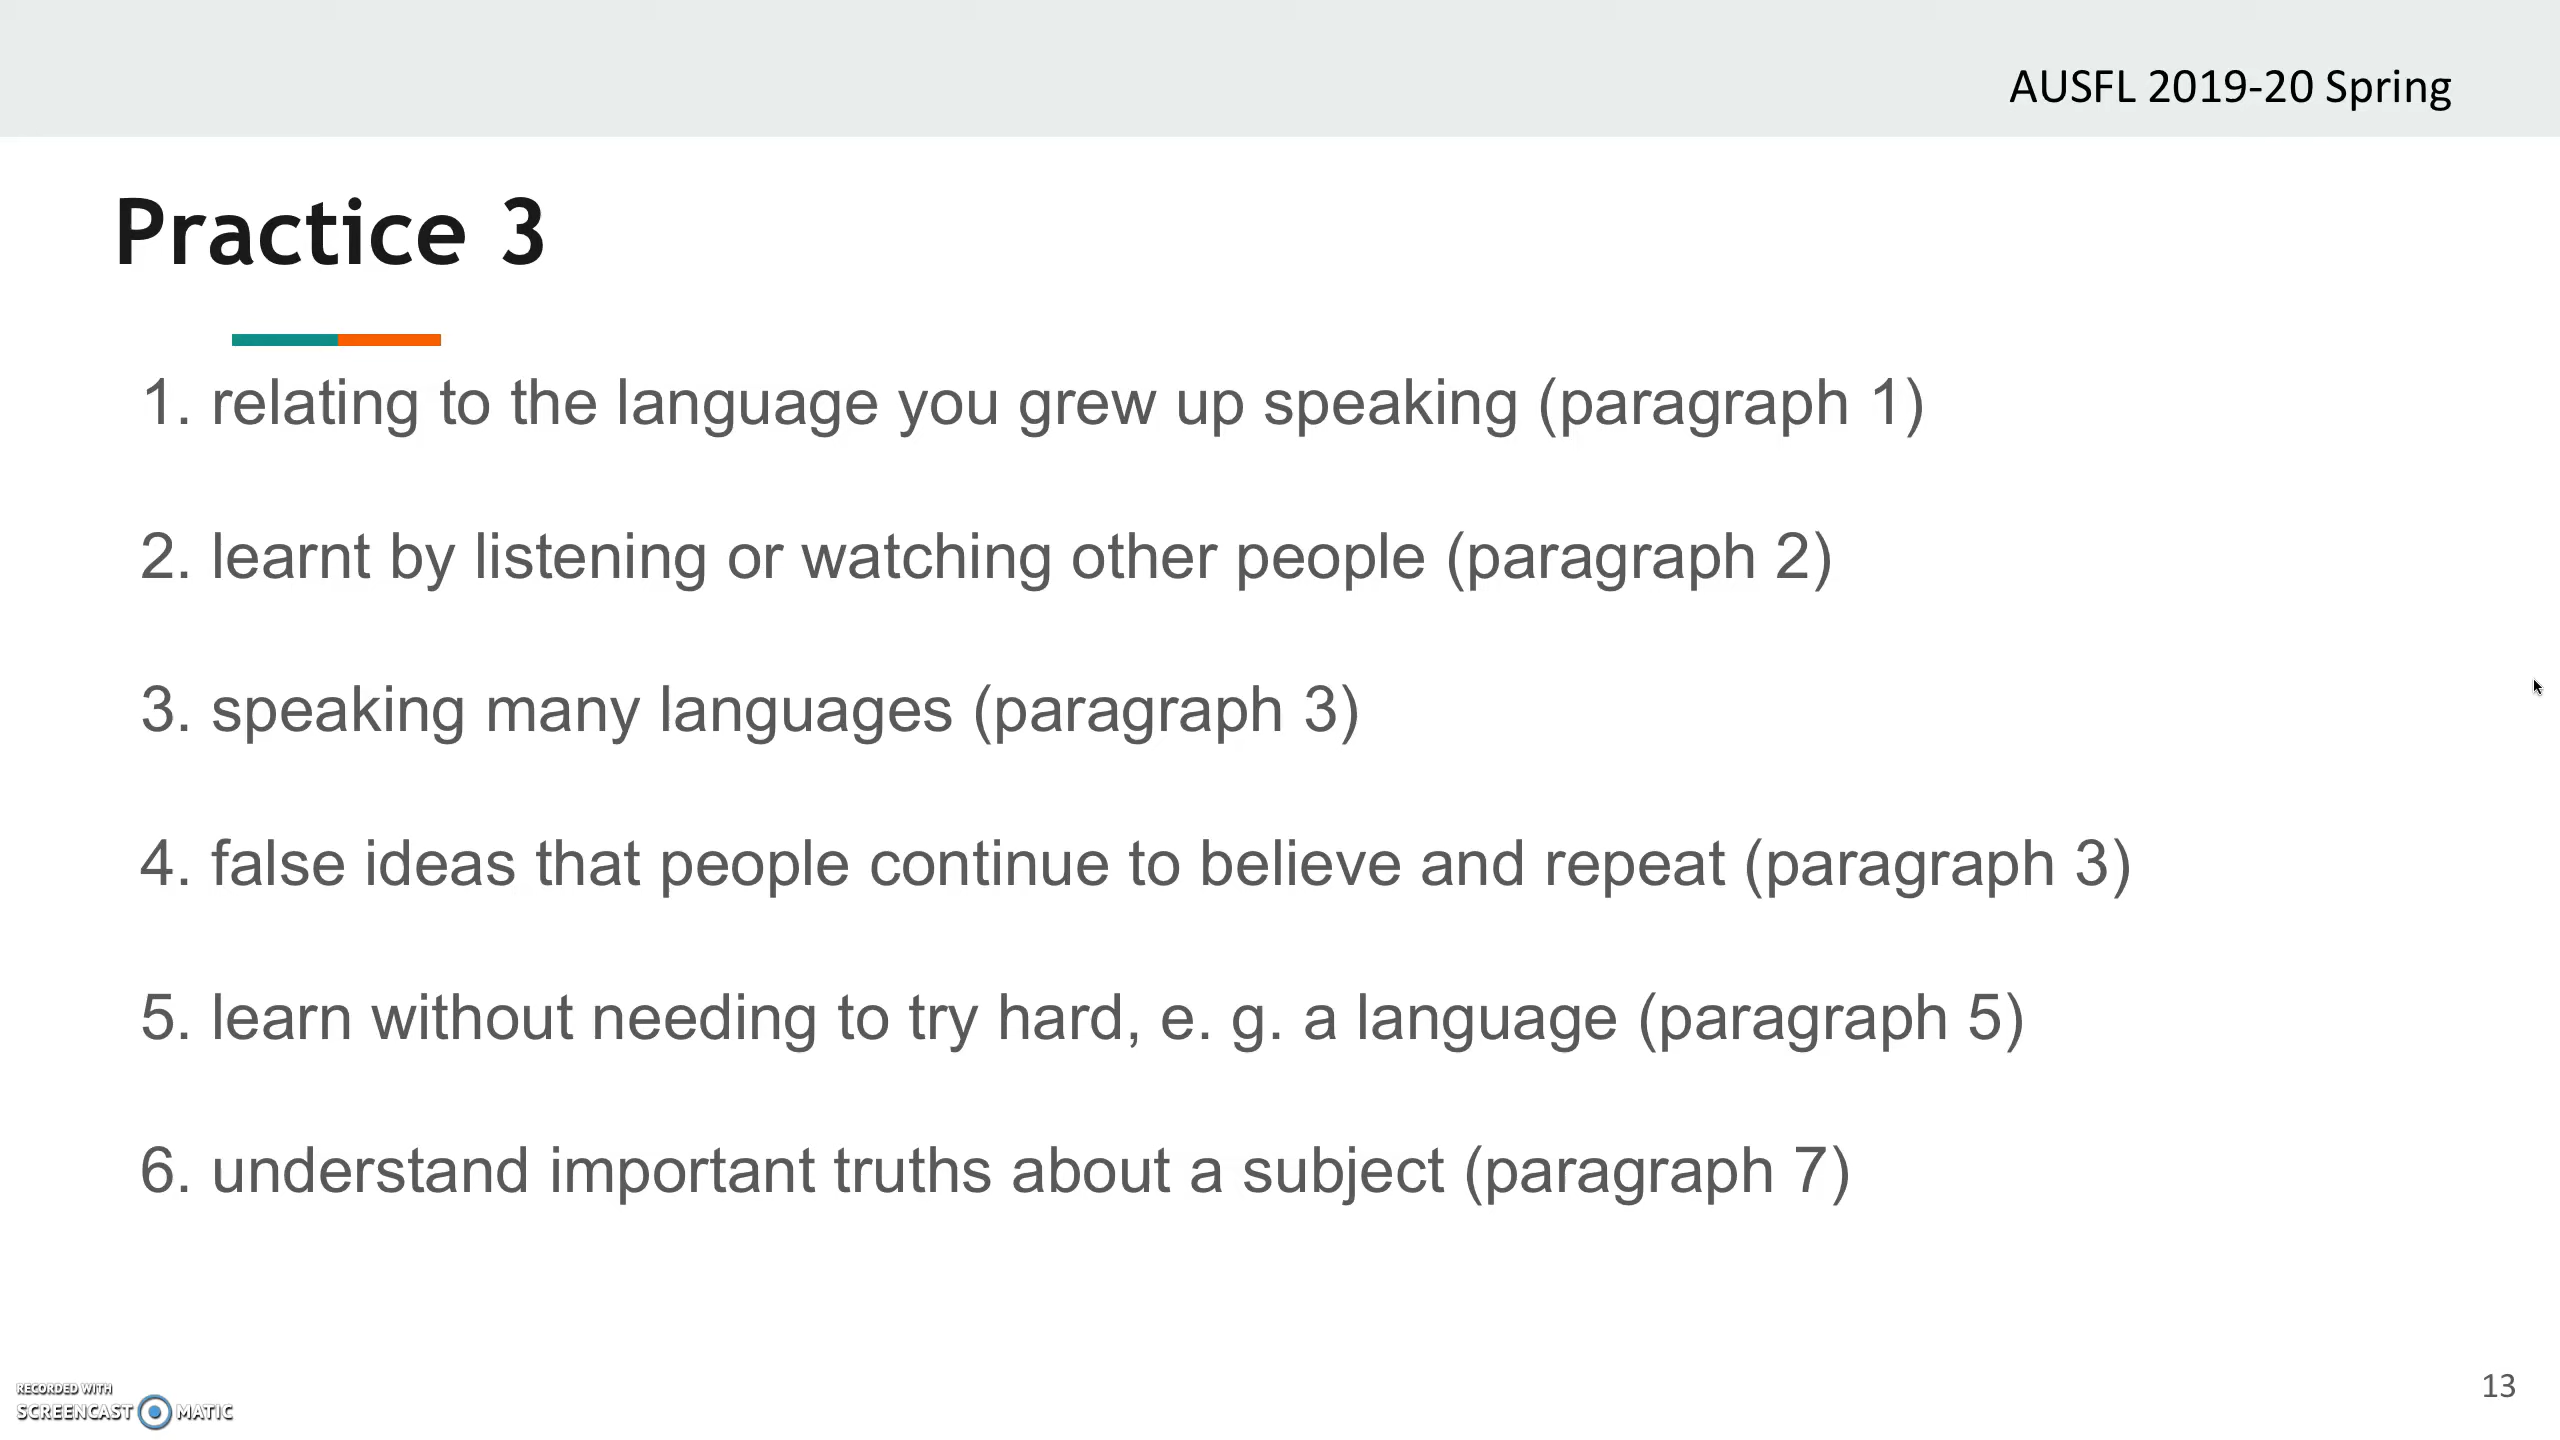 AUSFL 2019-20 Spring
Practice 3
1. relating to the language you grew up speaking (paragraph 1)
2. learnt by listening or watching other people (paragraph 2)
3. speaking many languages (paragraph 3)
4. false ideas that people continue to believe and repeat (paragraph 3)
5. learn without needing to try hard, e. g. a language (paragraph 5)
6. understand important truths about a subject (paragraph 7)
RECORDED WITH
SCREENCAST MATIC
13